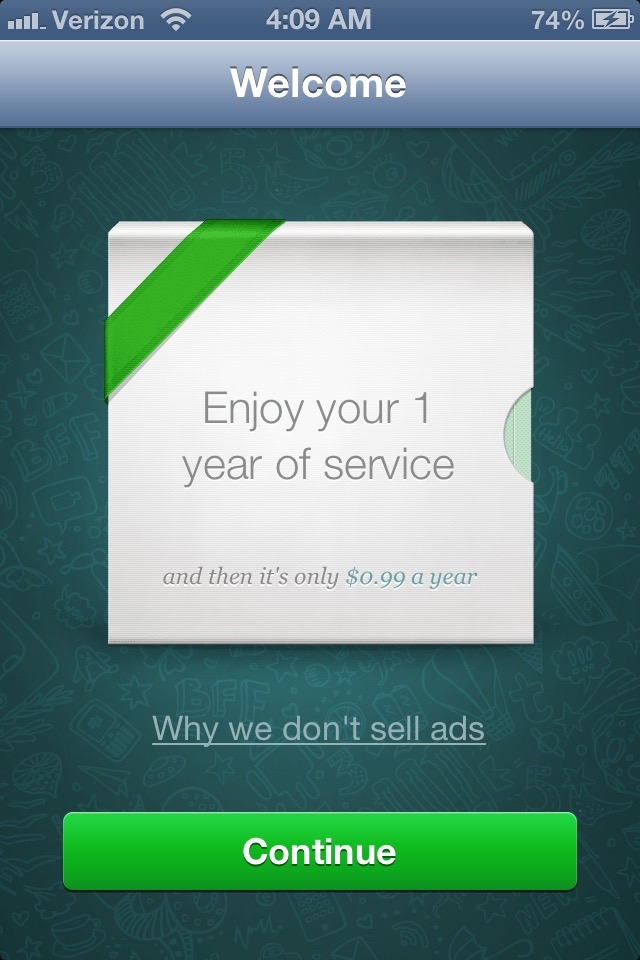 Verizon 4:09 AM 74%
Welcome
Enjoy your 1
year of service
and then it's only $0.99 a year
Why we don't sell ads
Continue